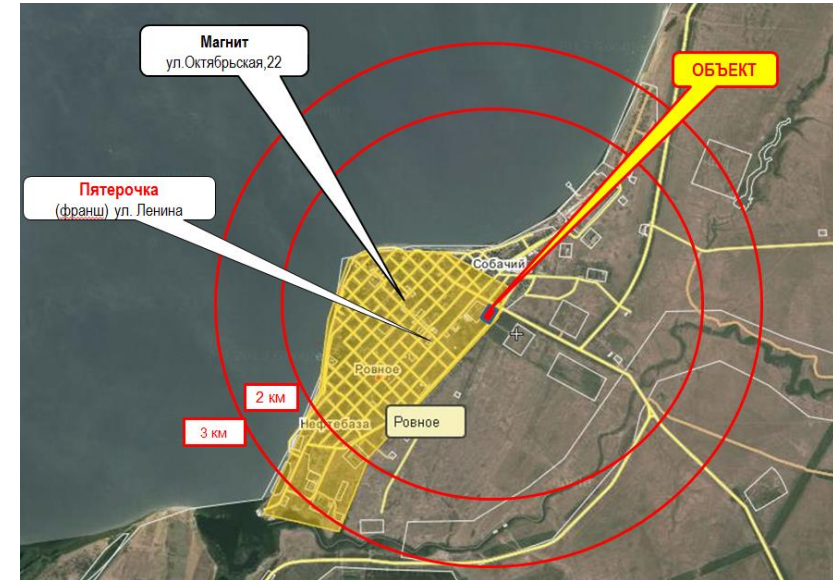 Магнит
ул.Октябрьская,22
ОБЪЕКТ
Пятерочка
(франш) ул. Ленина
Собачий
Ровное
2 км
Ровное
3 км
Нефтебаза